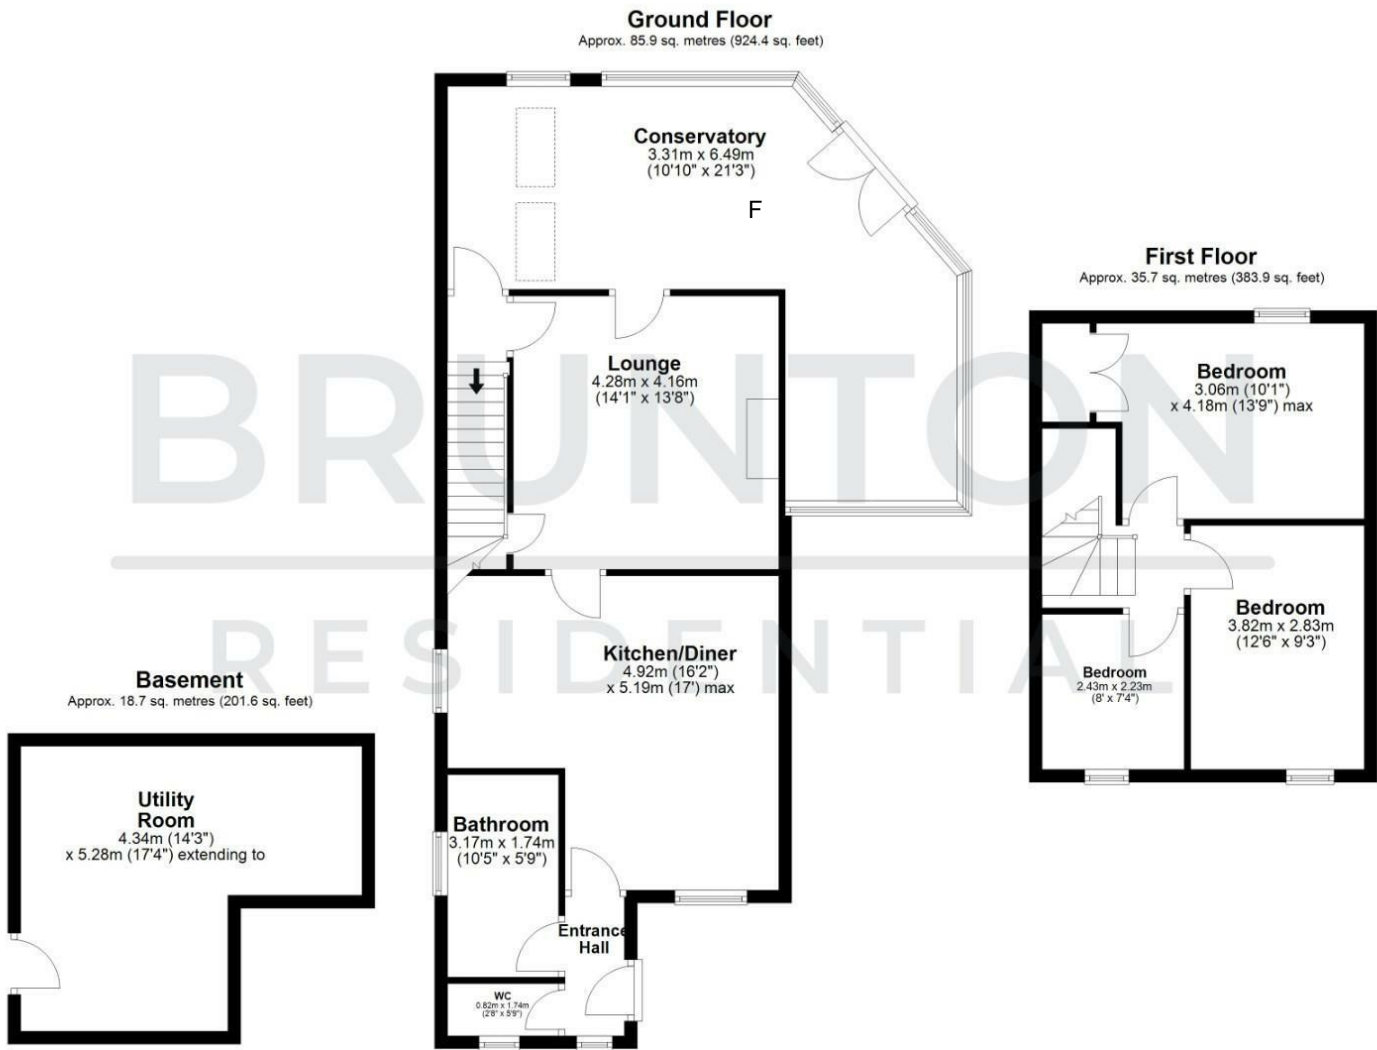 Ground Floor
Approx. 85.9 sq. metres (924.4 sq. feet)
Conservatory
3.31m x 6.49m
(10'10" x 21'3")
F
Lounge
4.28m x 4.16m
(14'1" x 13'8")
Kitchen/Diner
4.92m (16'2")
x 5.19m (17') max
Bathroom
3.17m x 1.74m
(10'5" x 5'9")
Entrance
Hall
WC
0.82m x 1.74m
(2'8" x 5'9")
First Floor
Approx. 35.7 sq. metres (383.9 sq. feet)
Bedroom
3.06m (10'1")
x 4.18m (13'9") max
Bedroom
3.82m x 2.83m
(12'6" x 9'3")
Bedroom
2.43m x 2.23m
(8' x 7'4")
Basement
Approx. 18.7 sq. metres (201.6 sq. feet)
Utility
Room
4.34m (14'3")
x 5.28m (17'4") extending to
BRUNTON
RESIDENTIAL